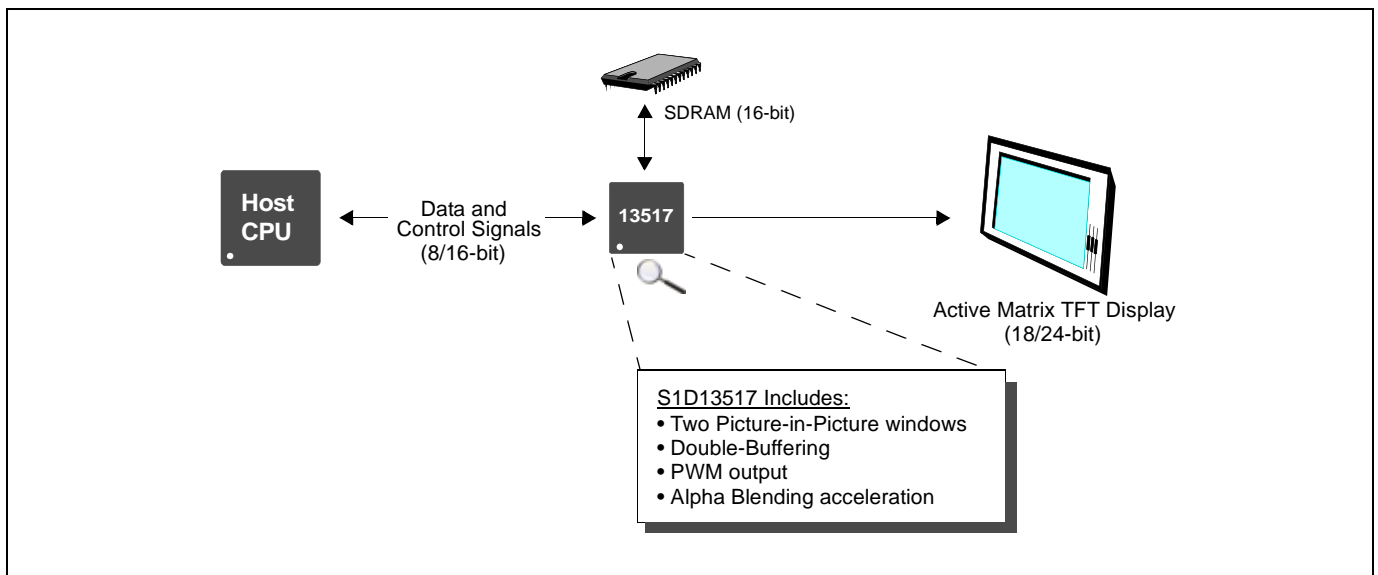 SDRAM (16-bit)
Host
CPU
Data and
Control Signals
(8/16-bit)
13517
Active Matrix TFT Display
(18/24-bit)
S1D13517 Includes:
• Two Picture-in-Picture windows
• Double-Buffering
• PWM output
• Alpha Blending acceleration